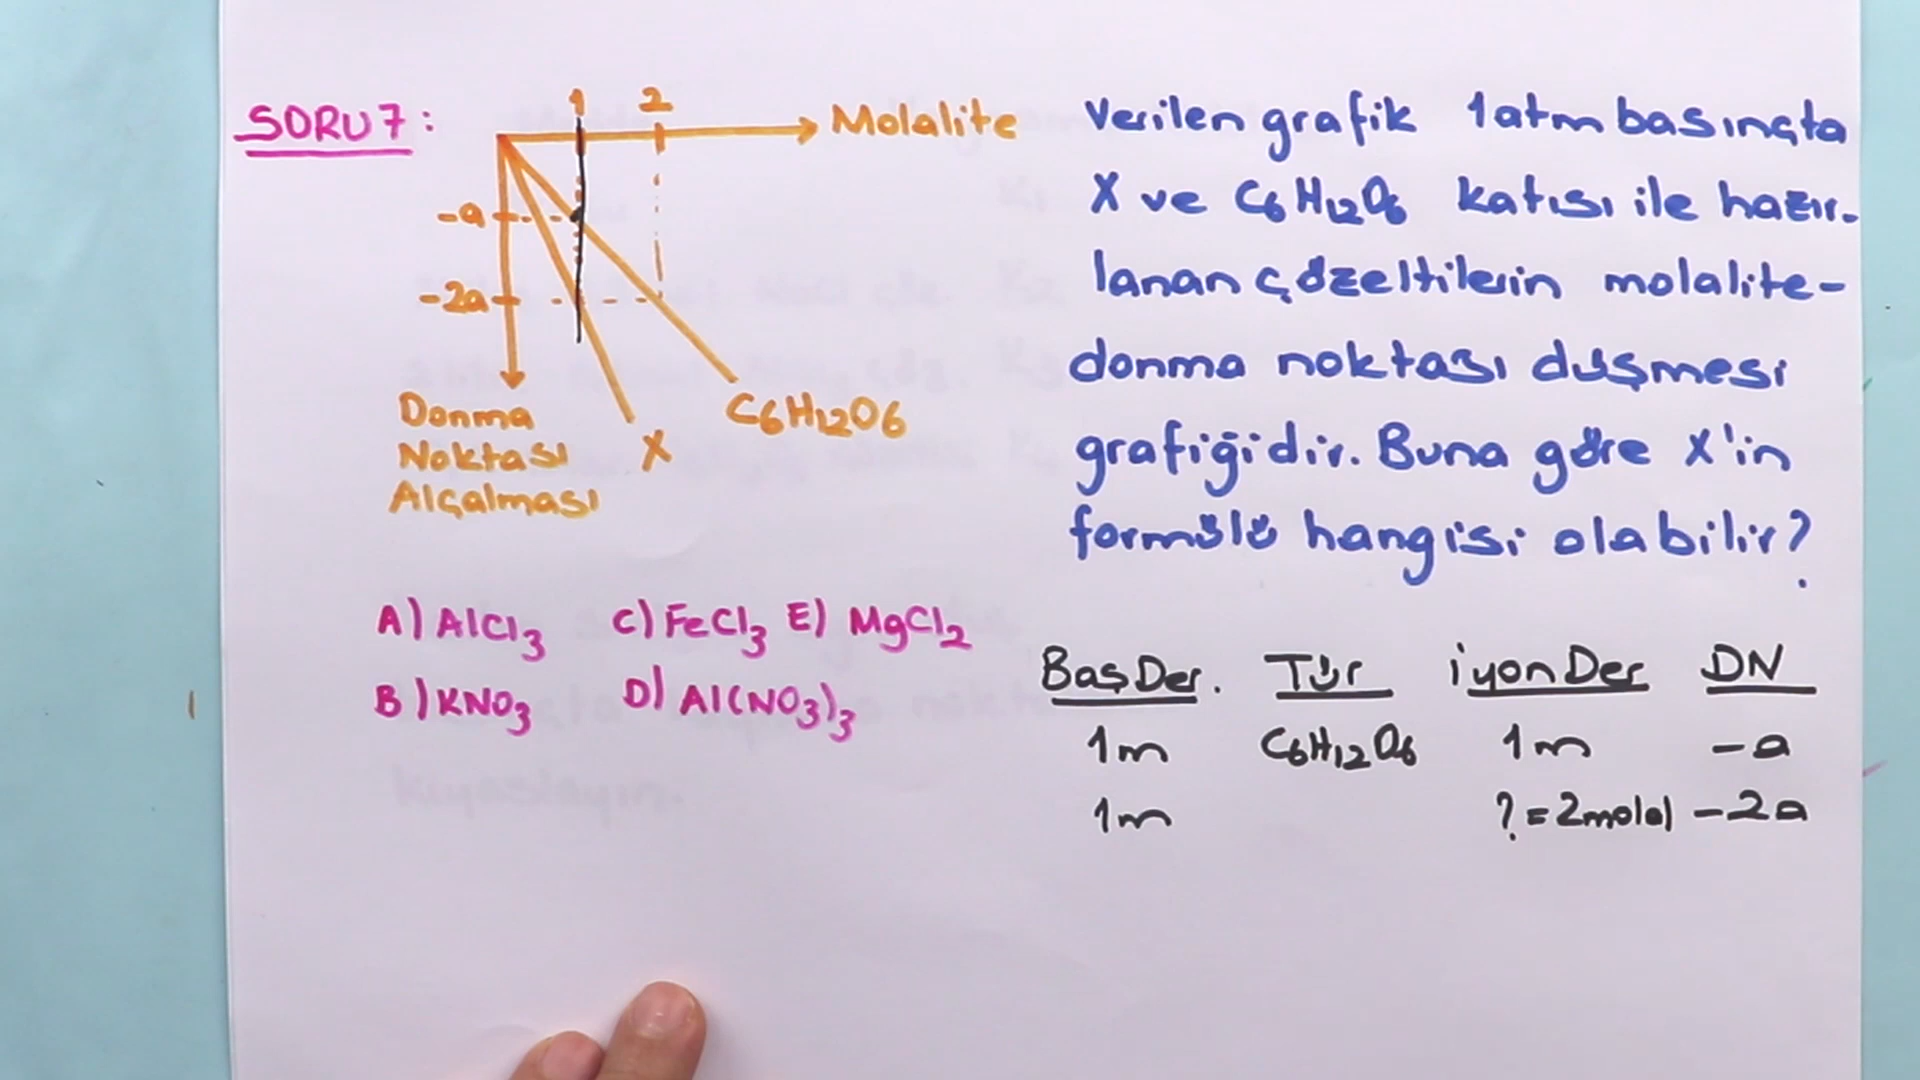 SORU 7:
1 2
Molalite
-a
-2a
Donma
Noktası
Alçalması
X
C6H12O6
Verilen grafik 1 atm basınçta
X ve C6H12O6 katısı ile hazır-
lanan çözeltilerin molalite-
donma noktası düşmesi
grafiğidir. Buna göre X'in
formülü hangisi olabilir?
A) AlCl3 C) FeCl3 E) MgCl2
B) KNO3 D) Al(NO3)3
Baş Der. Tür İyon Der DN
1m C6H12O6 1m -a
1m ? = 2molal -2a